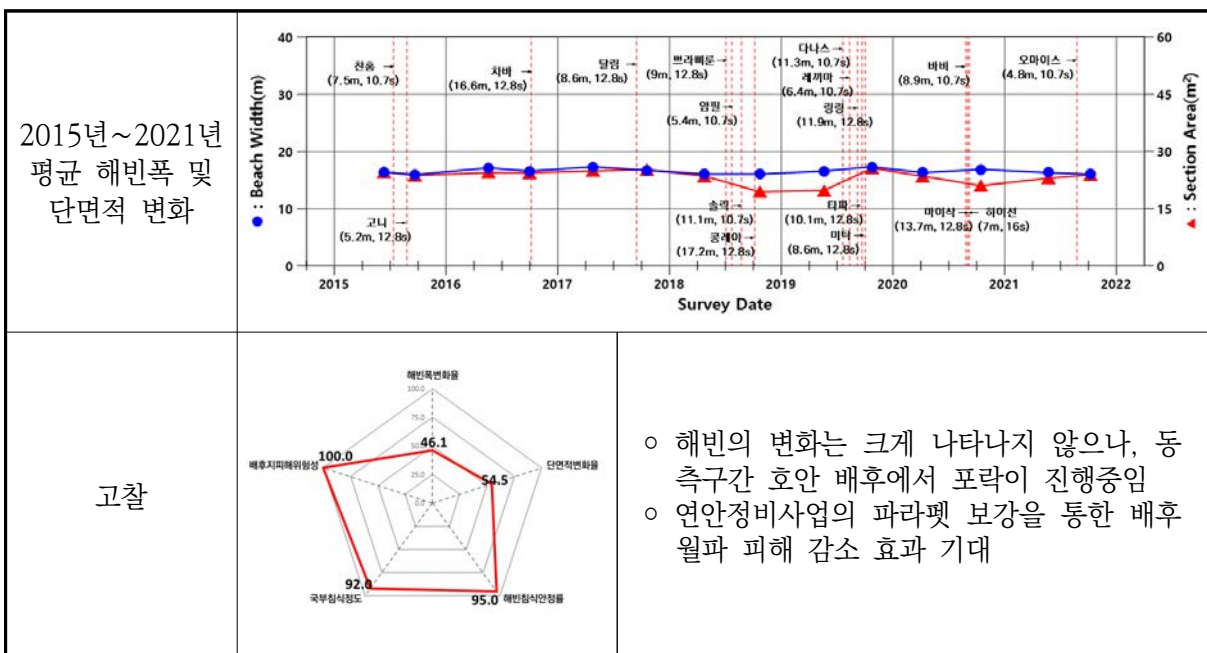 2015년~2021년
평균 해빈폭 및
단면적 변화
● : Beach Width(m)
40
30
20
10
0
찬홈 →
(7.5m, 10.7s)
차바 →
(16.6m, 12.8s)
달림 →
(8.6m, 12.8s)
쁘라삐룬 →
(9m, 12.8s)
암필 →
(5.4m, 10.7s)
다나스 →
(11.3m, 10.7s)
레끼마 →
(6.4m, 10.7s)
링링 →
(11.9m, 12.8s)
바비 →
(8.9m, 10.7s)
오마이스 →
(4.8m, 10.7s)
고니 →
(5.2m, 12.8s)
솔릭 →
(11.1m, 10.7s)
콩레이 →
(17.2m, 12.8s)
타파 →
(10.1m, 12.8s)
미탁 →
(8.6m, 12.8s)
마이삭 →
(13.7m, 12.8s)
← 하이선
(7m, 16s)
60
45
30
15
0
▲ : Section Area(m²)
2015 2016 2017 2018 2019 2020 2021 2022
Survey Date
고찰
해빈폭변화율
100.0
75.0
50.0
25.0
0.0
46.1
단면적변화율
54.5
해빈침식안정률
95.0
국부침식정도
92.0
배후지피해위험성
100.0
○ 해빈의 변화는 크게 나타나지 않으나, 동
측구간 호안 배후에서 포락이 진행중임
○ 연안정비사업의 파라펫 보강을 통한 배후
월파 피해 감소 효과 기대